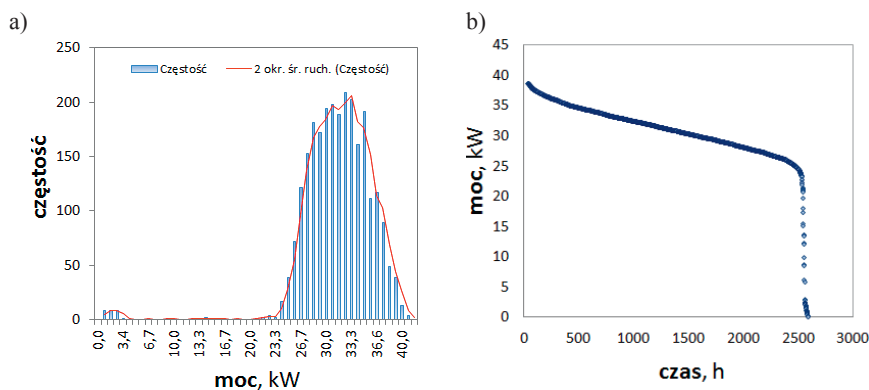 a)
250
200
150
100
50
0
częstość
Częstość
2 okr. śr. ruch. (Częstość)
0,0 3,4 6,7 10,0 13,3 16,7 20,0 23,3 26,7 30,0 33,3 36,0 40,0
moc, kW
b)
45
40
35
30
25
20
15
10
5
0
moc, kW
0 500 1000 1500 2000 2500 3000
czas, h